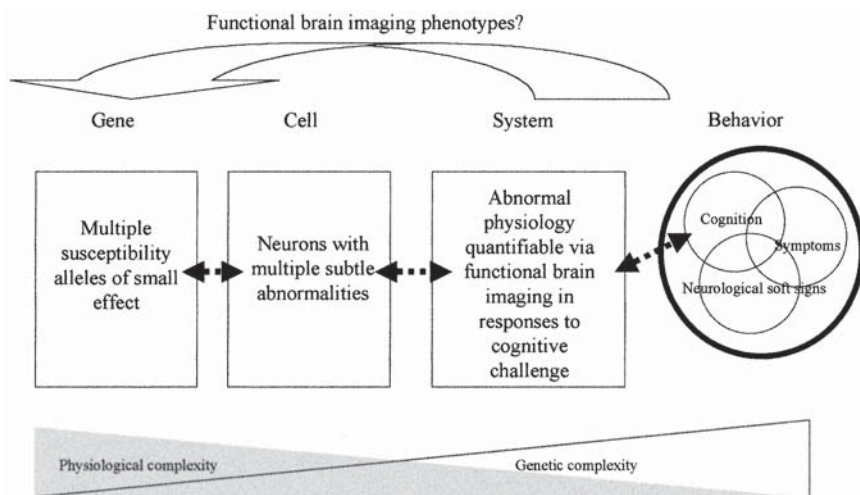 Functional brain imaging phenotypes?
Gene
Cell
System
Behavior
Multiple
susceptibility
alleles of small
effect
Neurons with
multiple subtle
abnormalities
Abnormal
physiology
quantifiable via
functional brain
imaging in
responses to
cognitive
challenge
Cognition
Symptoms
Neurological soft signs
Physiological complexity
Genetic complexity